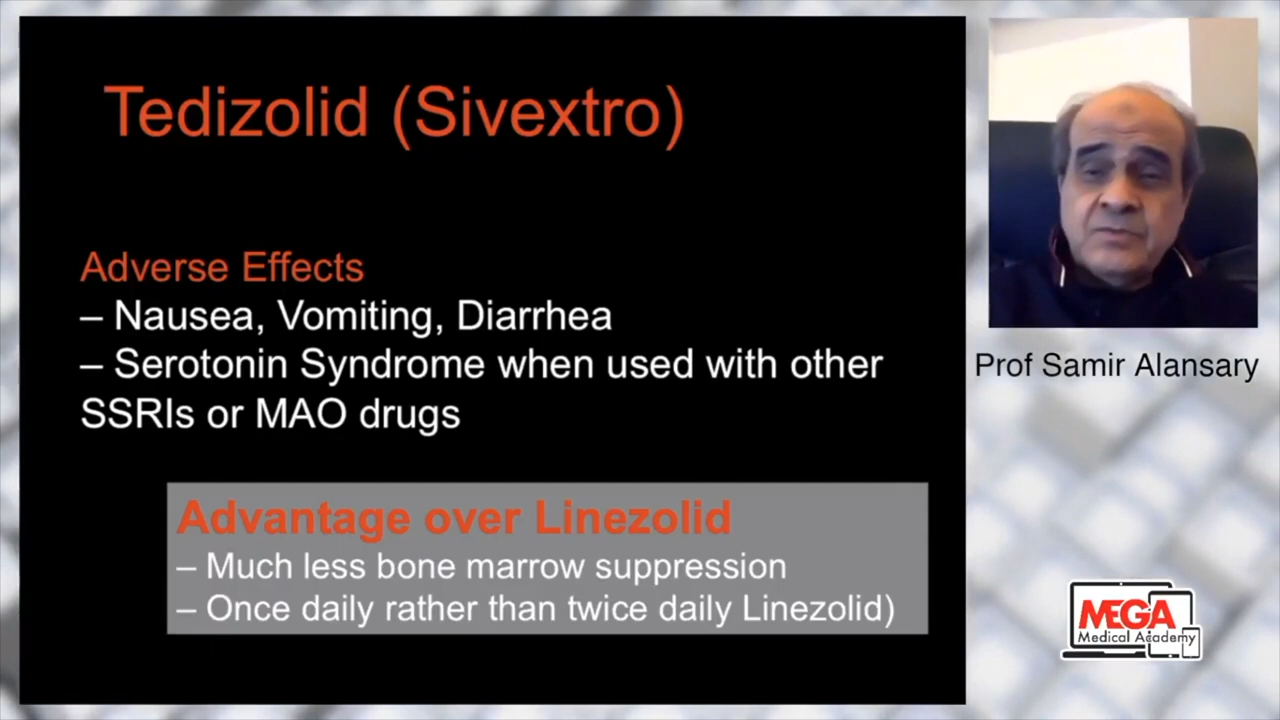 Tedizolid (Sivextro)
Adverse Effects
– Nausea, Vomiting, Diarrhea
– Serotonin Syndrome when used with other
SSRIs or MAO drugs
Advantage over Linezolid
– Much less bone marrow suppression
– Once daily rather than twice daily Linezolid)
Prof Samir Alansary
MEGA
Medical Academy